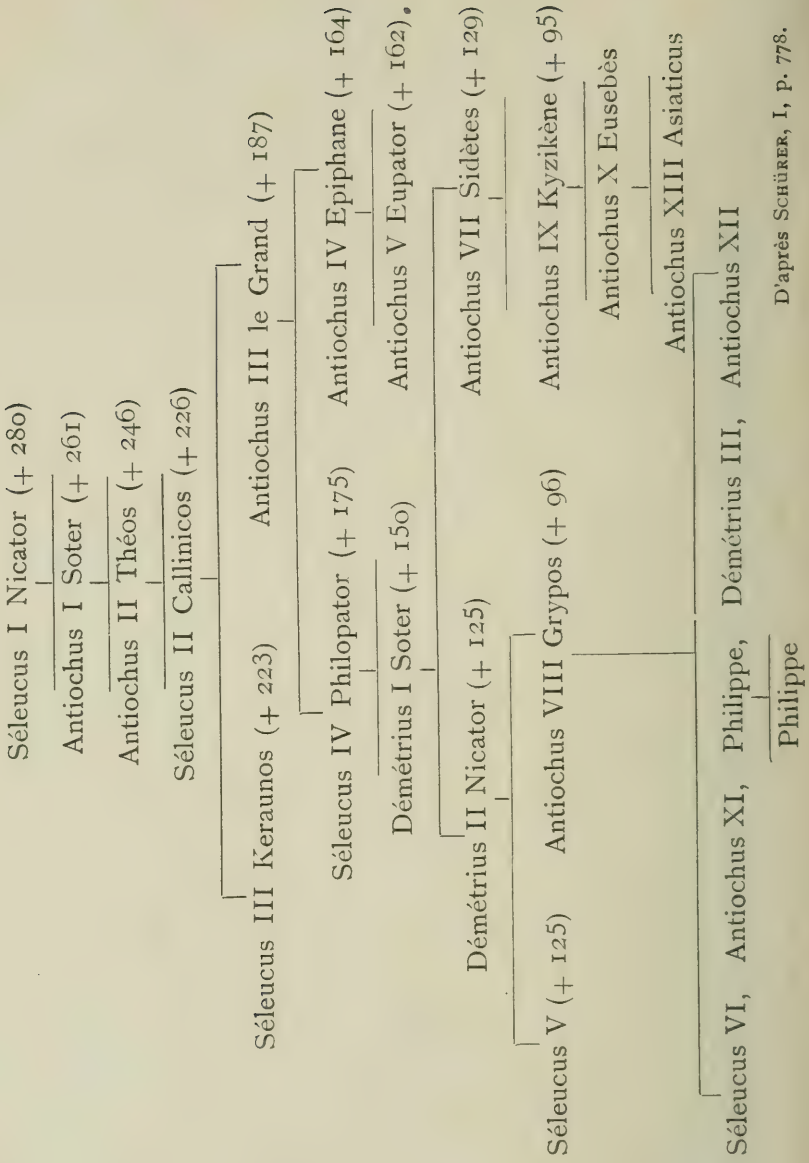 Séleucus I Nicator (+ 280)
Antiochus I Soter (+ 261)
Antiochus II Théos (+ 246)
Séleucus II Callinicos (+ 226)
Séleucus III Keraunos (+ 223) Antiochus III le Grand (+ 187)
Séleucus IV Philopator (+ 175) Antiochus IV Epiphane (+ 164)
Démétrius I Soter (+ 150) Antiochus V Eupator (+ 162).
Démétrius II Nicator (+ 125) Antiochus VII Sidètes (+ 129)
Séleucus V (+ 125) Antiochus VIII Grypos (+ 96) Antiochus IX Kyzikène (+ 95)
Antiochus X Eusebès
Antiochus XIII Asiaticus
Séleucus VI, Antiochus XI, Philippe, Démétrius III, Antiochus XII
Philippe
D'après SCHÜRER, I, p. 778.